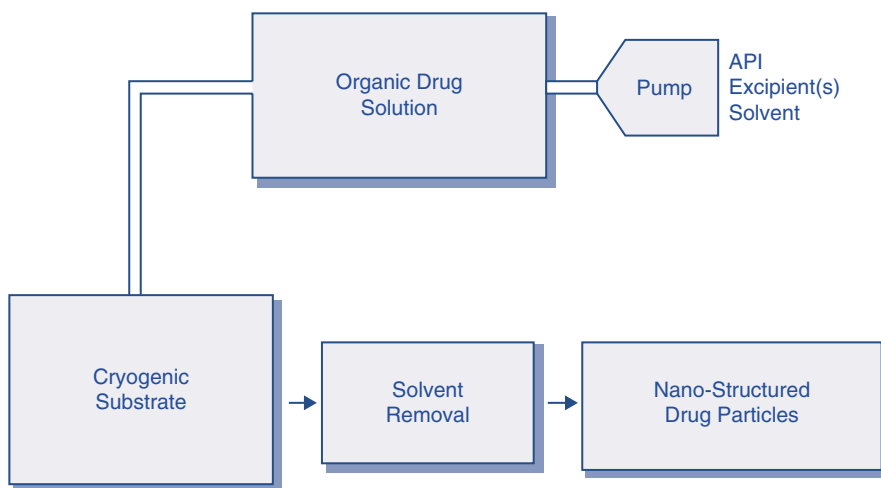 Organic Drug
Solution
Pump
API
Excipient(s)
Solvent
Cryogenic
Substrate
Solvent
Removal
Nano-Structured
Drug Particles